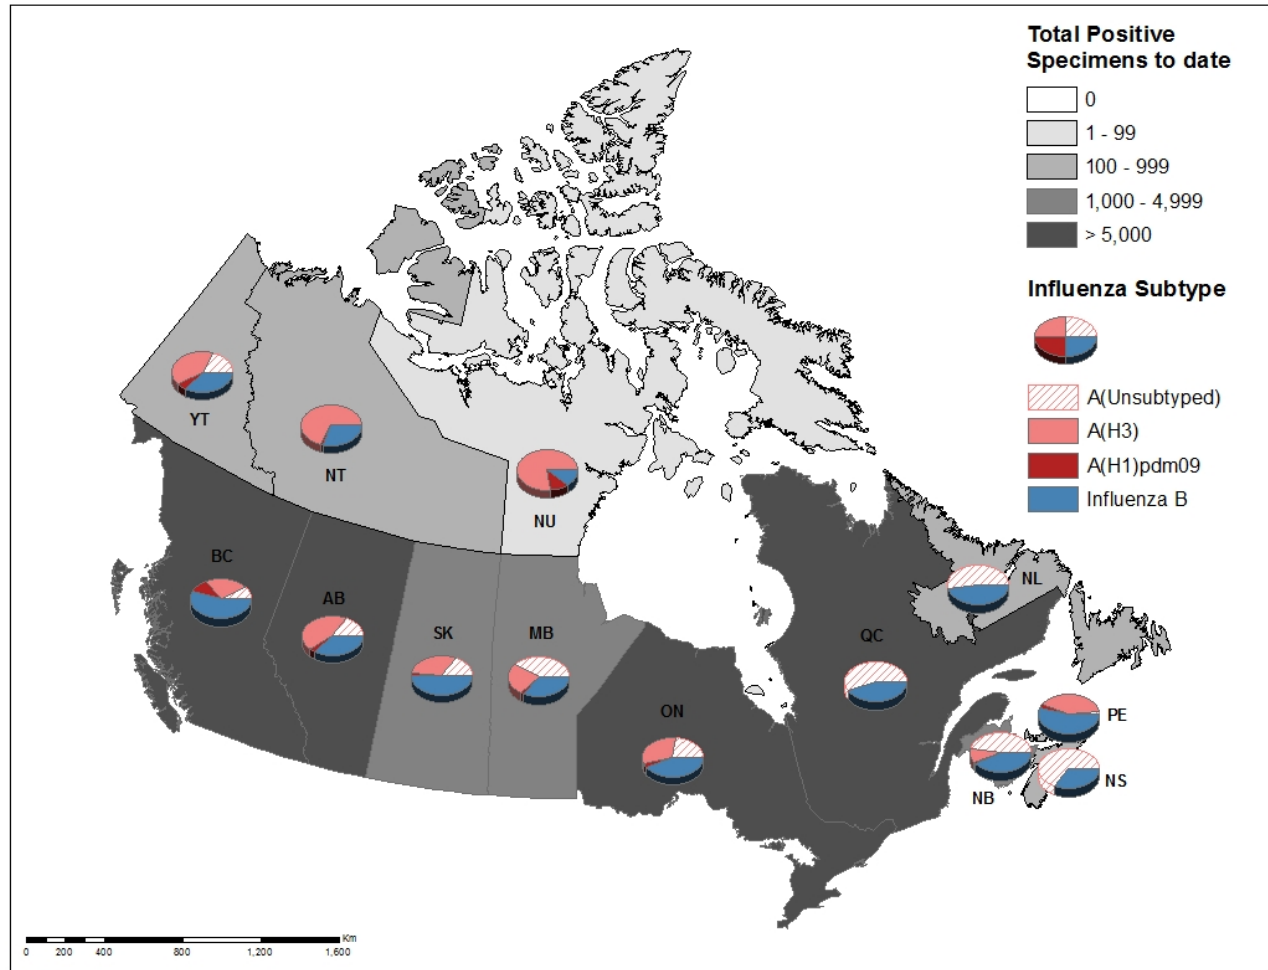 Total Positive
Specimens to date
0
1 - 99
100 - 999
1,000 - 4,999
> 5,000
Influenza Subtype
A(Unsubtyped)
A(H3)
A(H1)pdm09
Influenza B
YT
NT
NU
BC
AB
SK
MB
ON
QC
NL
PE
NB
NS
Km
0 200 400 800 1,200 1,600